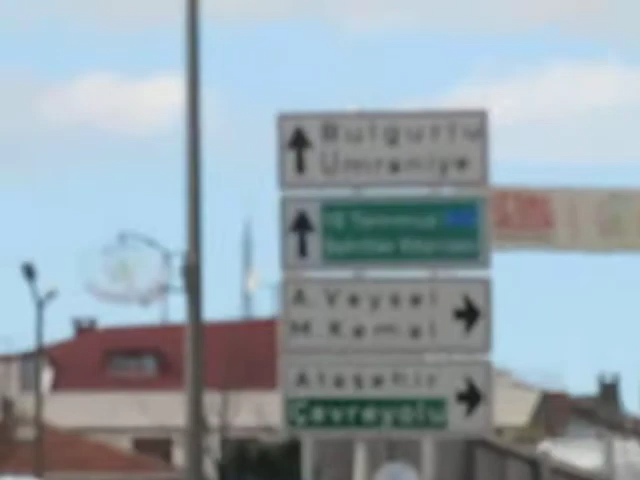 Bulgurlu
Ümraniye
15 Temmuz
Şehitler Köprüsü
A.Veysel
M.Kemal
Ataşehir
Çevreyolu